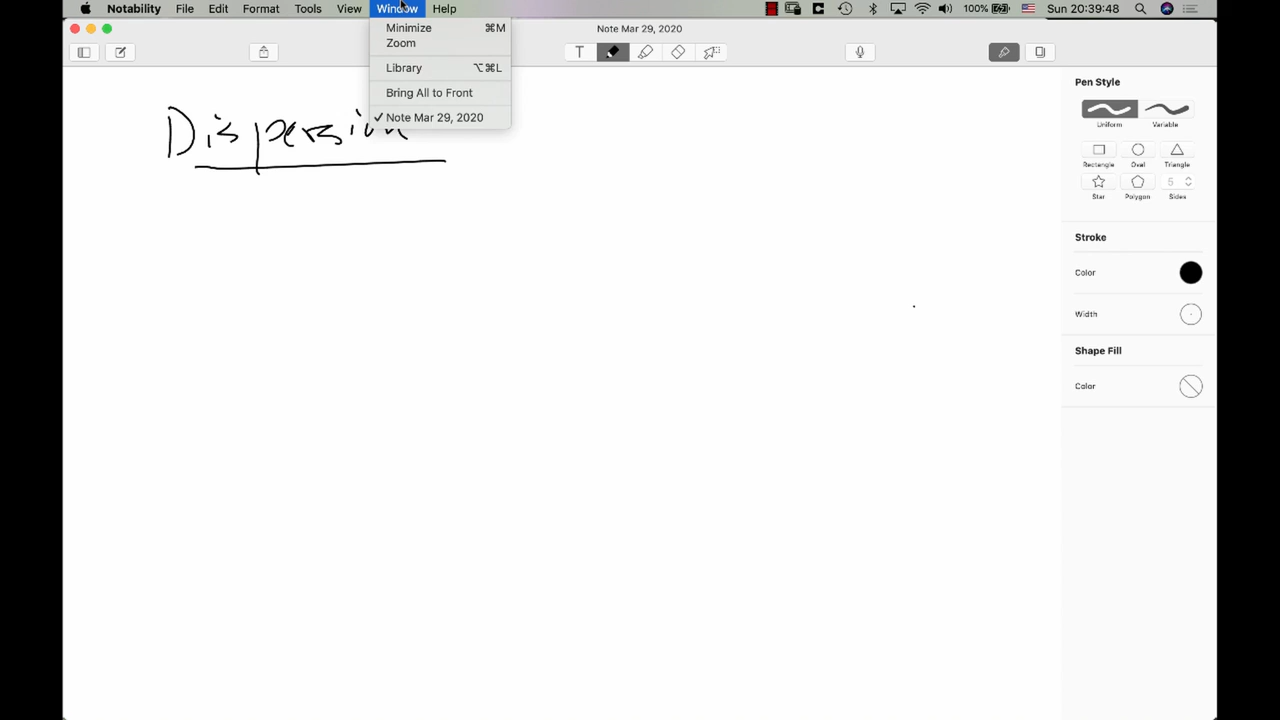 Notability File Edit Format Tools View Window Help 100% Sun 20:39:48
Note Mar 29, 2020
Minimize ⌘M
Zoom
Library ⌥⌘L
Bring All to Front
✓ Note Mar 29, 2020
T
Dispersion
Pen Style
Uniform Variable
Rectangle Oval Triangle
5
Star Polygon Sides
Stroke
Color
Width
Shape Fill
Color